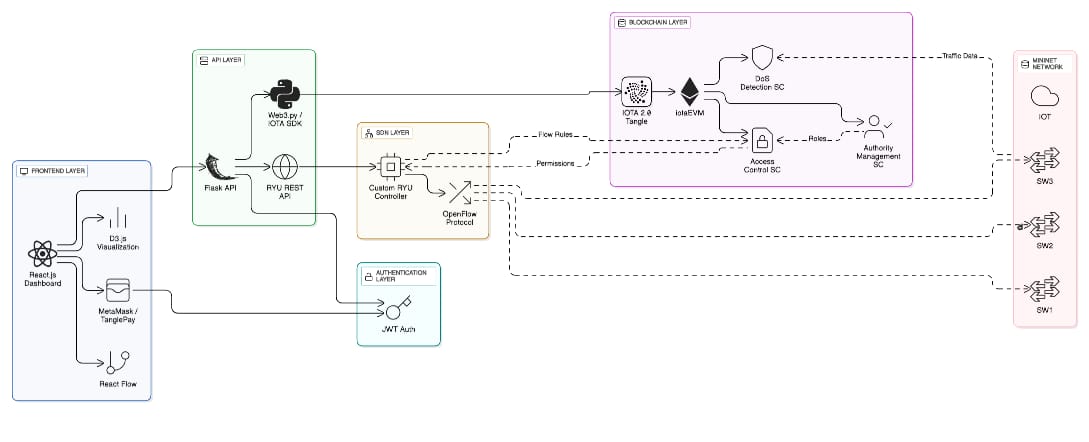 BLOCKCHAIN LAYER
API LAYER
Traffic Data
MININET
NETWORK
DoS
Detection SC
Web3.py /
IOTA SDK
IOTA 2.0
Tangle
iotaEVM
IOT
SDN LAYER
Flow Rules
Roles
Authority
Management
SC
Permissions
Access
Control SC
FRONTEND LAYER
Flask API
RYU REST
API
Custom RYU
Controller
SW3
OpenFlow
Protocol
D3.js
Visualization
SW2
React.js
Dashboard
AUTHENTICATION
LAYER
MetaMask /
TanglePay
JWT Auth
SW1
React Flow